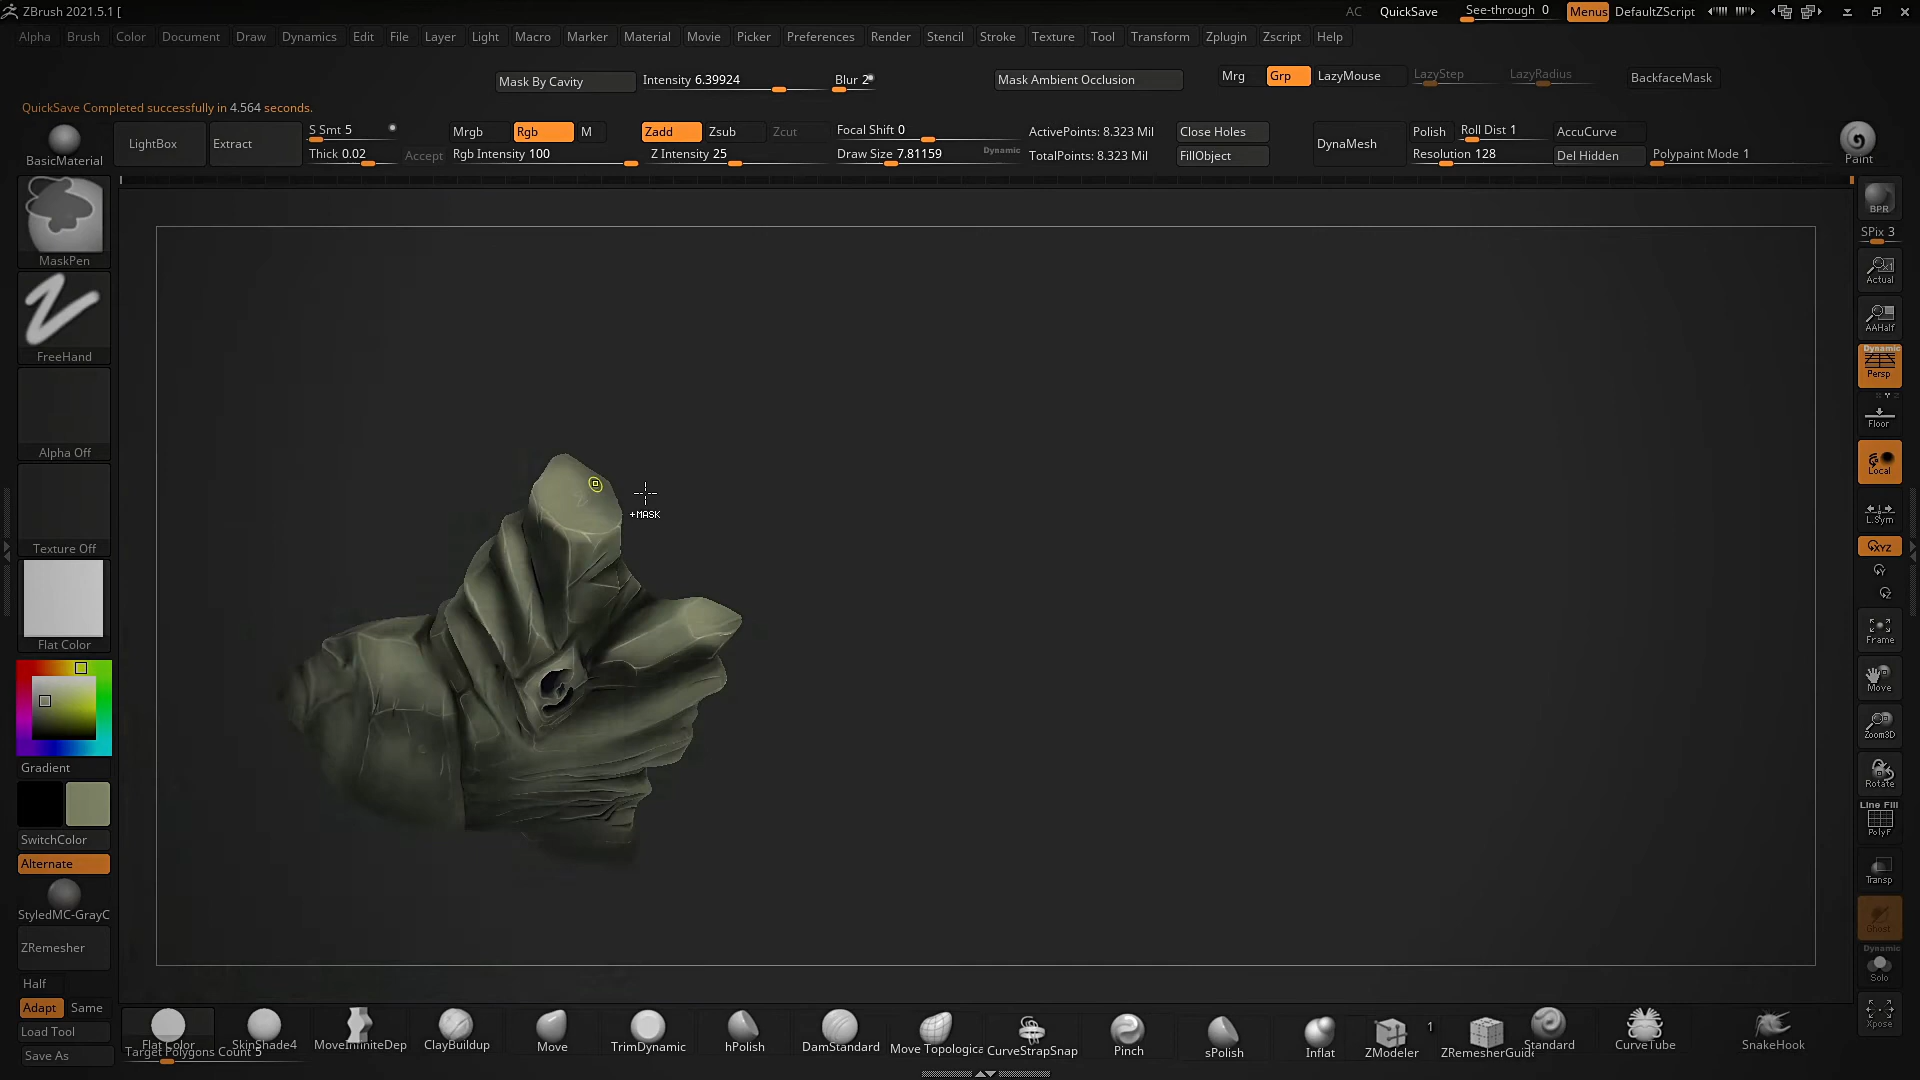 ZBrush 2021.5.1 [
AC QuickSave See-through 0 Menus DefaultZScript
Alpha Brush Color Document Draw Dynamics Edit File Layer Light Macro Marker Material Movie Picker Preferences Render Stencil Stroke Texture Tool Transform Zplugin Zscript Help
Mask By Cavity Intensity 6.39924 Blur 2 Mask Ambient Occlusion Mrg Grp LazyMouse LazyStep LazyRadius BackfaceMask
QuickSave Completed successfully in 4.564 seconds.
S Smt 5 Mrgb Rgb M Zadd Zsub Zcut Focal Shift 0 ActivePoints: 8.323 Mil Close Holes Polish Roll Dist 1 AccuCurve
LightBox Extract DynaMesh
Thick 0.02 Accept Rgb Intensity 100 Z Intensity 25 Draw Size 7.81159 Dynamic TotalPoints: 8.323 Mil FillObject Resolution 128 Del Hidden Polypaint Mode 1
BasicMaterial
Paint
MaskPen
FreeHand
Alpha Off
Texture Off
Flat Color
Gradient
SwitchColor
Alternate
StyledMC-GrayC
ZRemesher
Half
Adapt Same
Load Tool
Save As
+MASK
BPR
SPix 3
Actual
AAHalf
Dynamic
Persp
Floor
Local
L.Sym
XYZ
Y
Z
Frame
Move
Zoom3D
Rotate
Line Fill
PolyF
Transp
Ghost
Dynamic
Solo
Xpose
Flat Color SkinShade4 MoveInfiniteDep ClayBuildup Move TrimDynamic hPolish DamStandard Move Topologica CurveStrapSnap Pinch sPolish Inflat ZModeler 1 ZRemesherGuide Standard CurveTube SnakeHook
Target Polygons Count 5